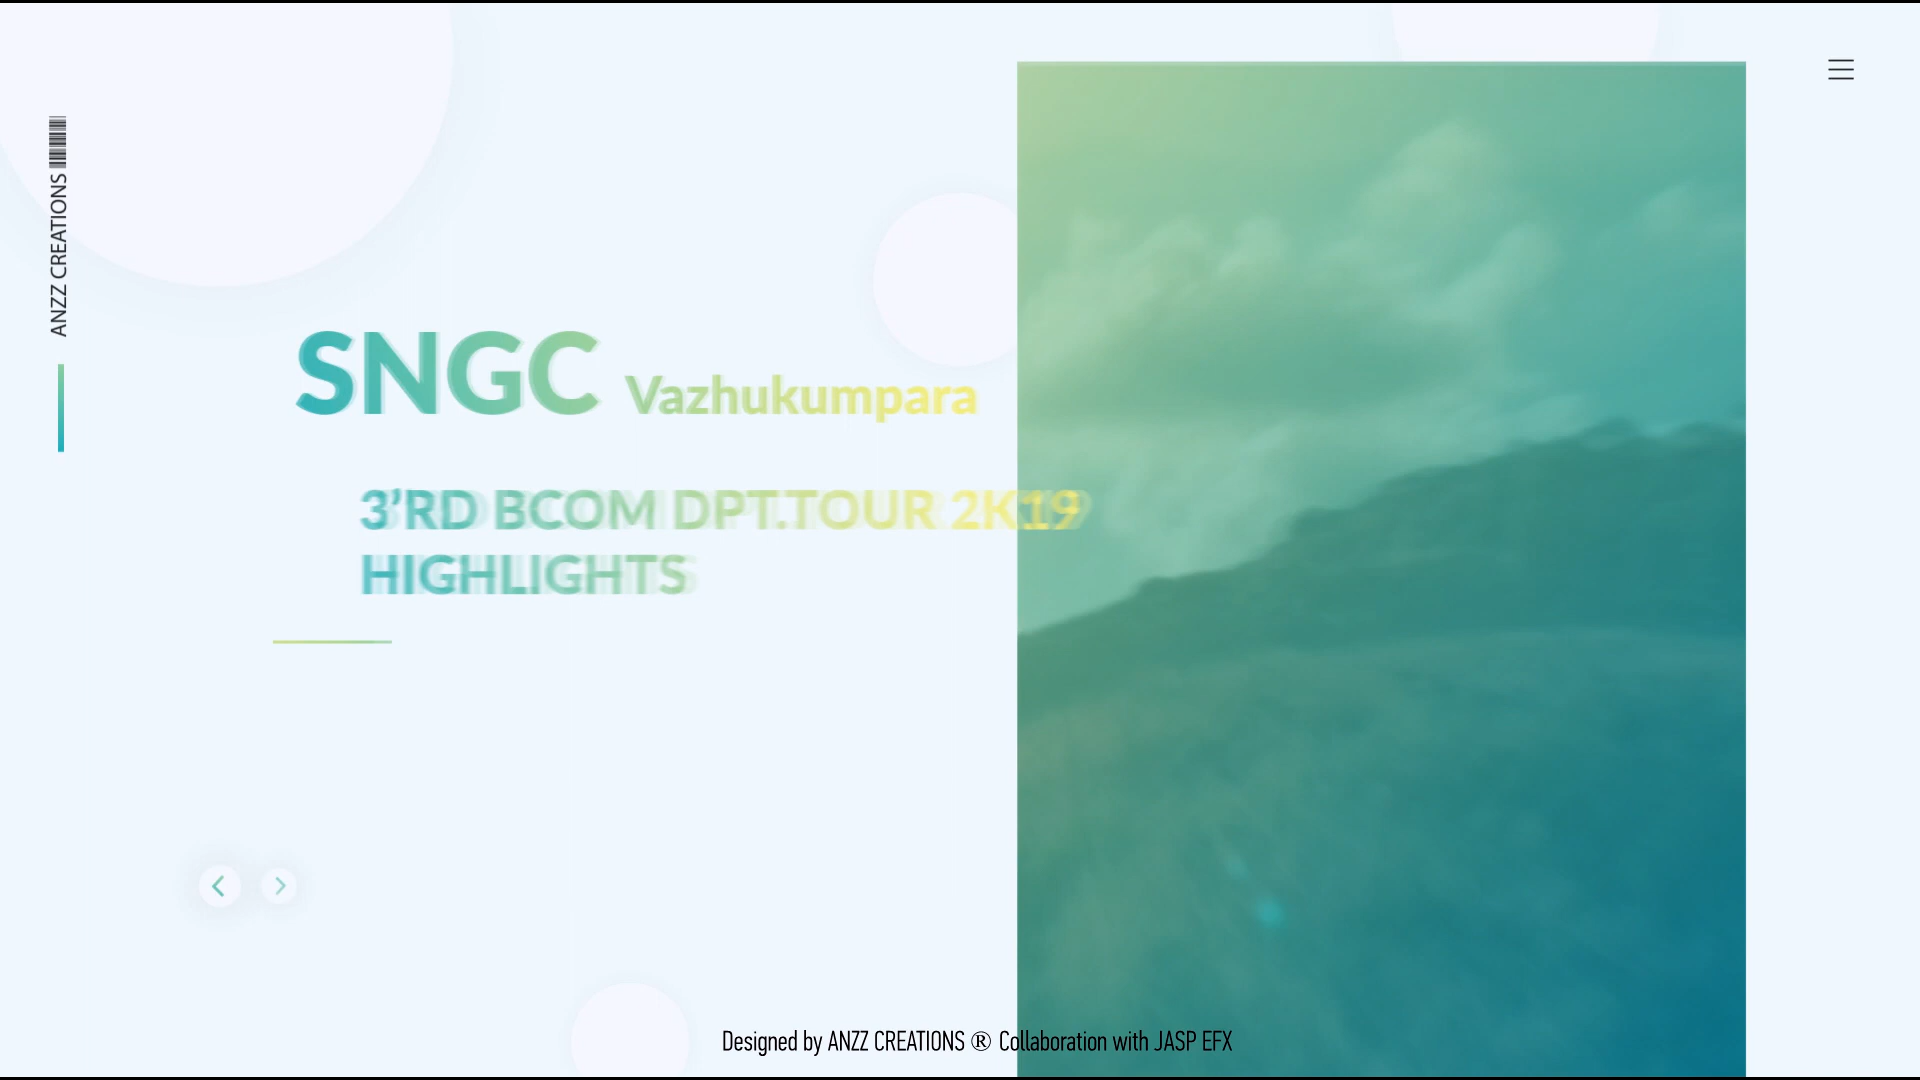 ANZZ CREATIONS
SNGC Vazhukumpara
3’RD BCOM DPT.TOUR 2K19
HIGHLIGHTS
Designed by ANZZ CREATIONS ® Collaboration with JASP EFX